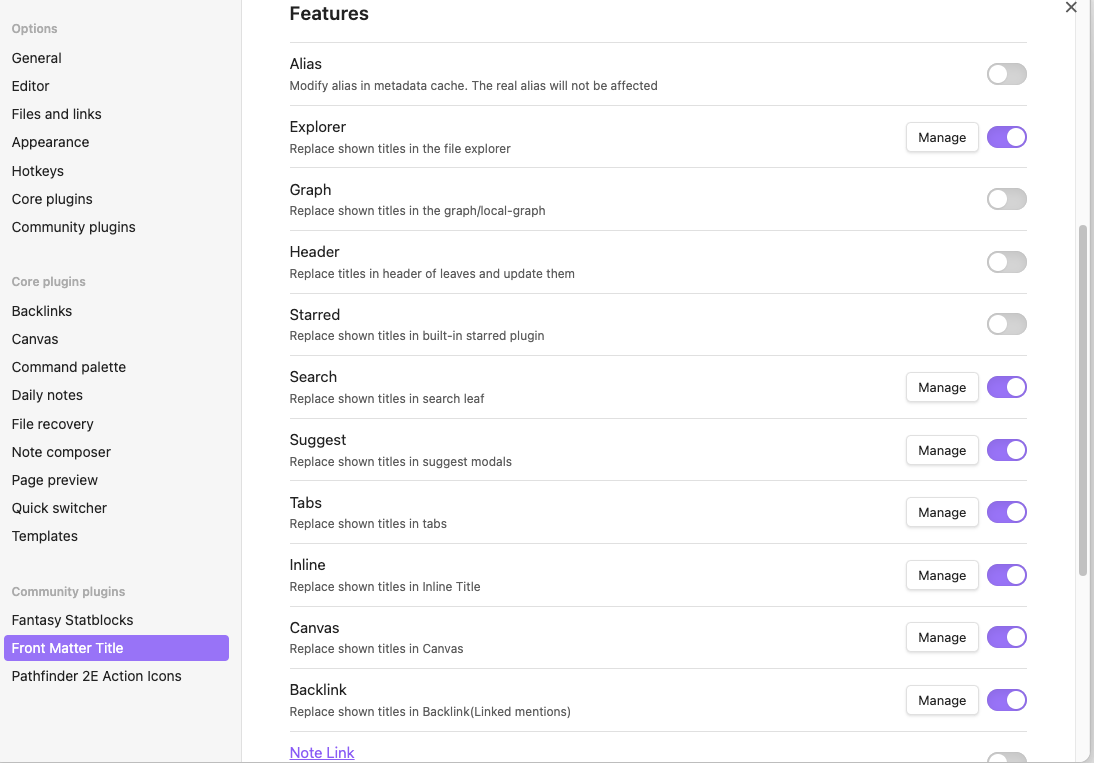 Options
General
Editor
Files and links
Appearance
Hotkeys
Core plugins
Community plugins
Core plugins
Backlinks
Canvas
Command palette
Daily notes
File recovery
Note composer
Page preview
Quick switcher
Templates
Community plugins
Fantasy Statblocks
Front Matter Title
Pathfinder 2E Action Icons
Features
Alias
Modify alias in metadata cache. The real alias will not be affected
Explorer
Replace shown titles in the file explorer
Manage
Graph
Replace shown titles in the graph/local-graph
Header
Replace titles in header of leaves and update them
Starred
Replace shown titles in built-in starred plugin
Search
Replace shown titles in search leaf
Manage
Suggest
Replace shown titles in suggest modals
Manage
Tabs
Replace shown titles in tabs
Manage
Inline
Replace shown titles in Inline Title
Manage
Canvas
Replace shown titles in Canvas
Manage
Backlink
Replace shown titles in Backlink(Linked mentions)
Manage
Note Link